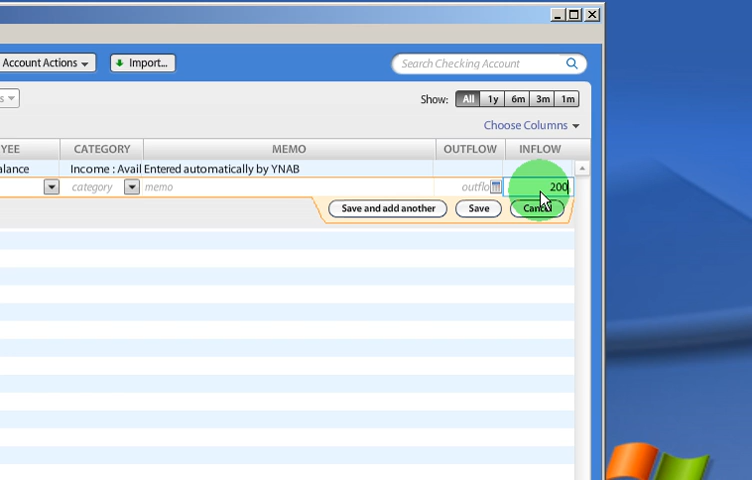 Account Actions
Import...
Search Checking Account
s
Show: All 1y 6m 3m 1m
Choose Columns
YEE CATEGORY MEMO OUTFLOW INFLOW
alance Income : Avail Entered automatically by YNAB
category memo outflo 200
Save and add another Save